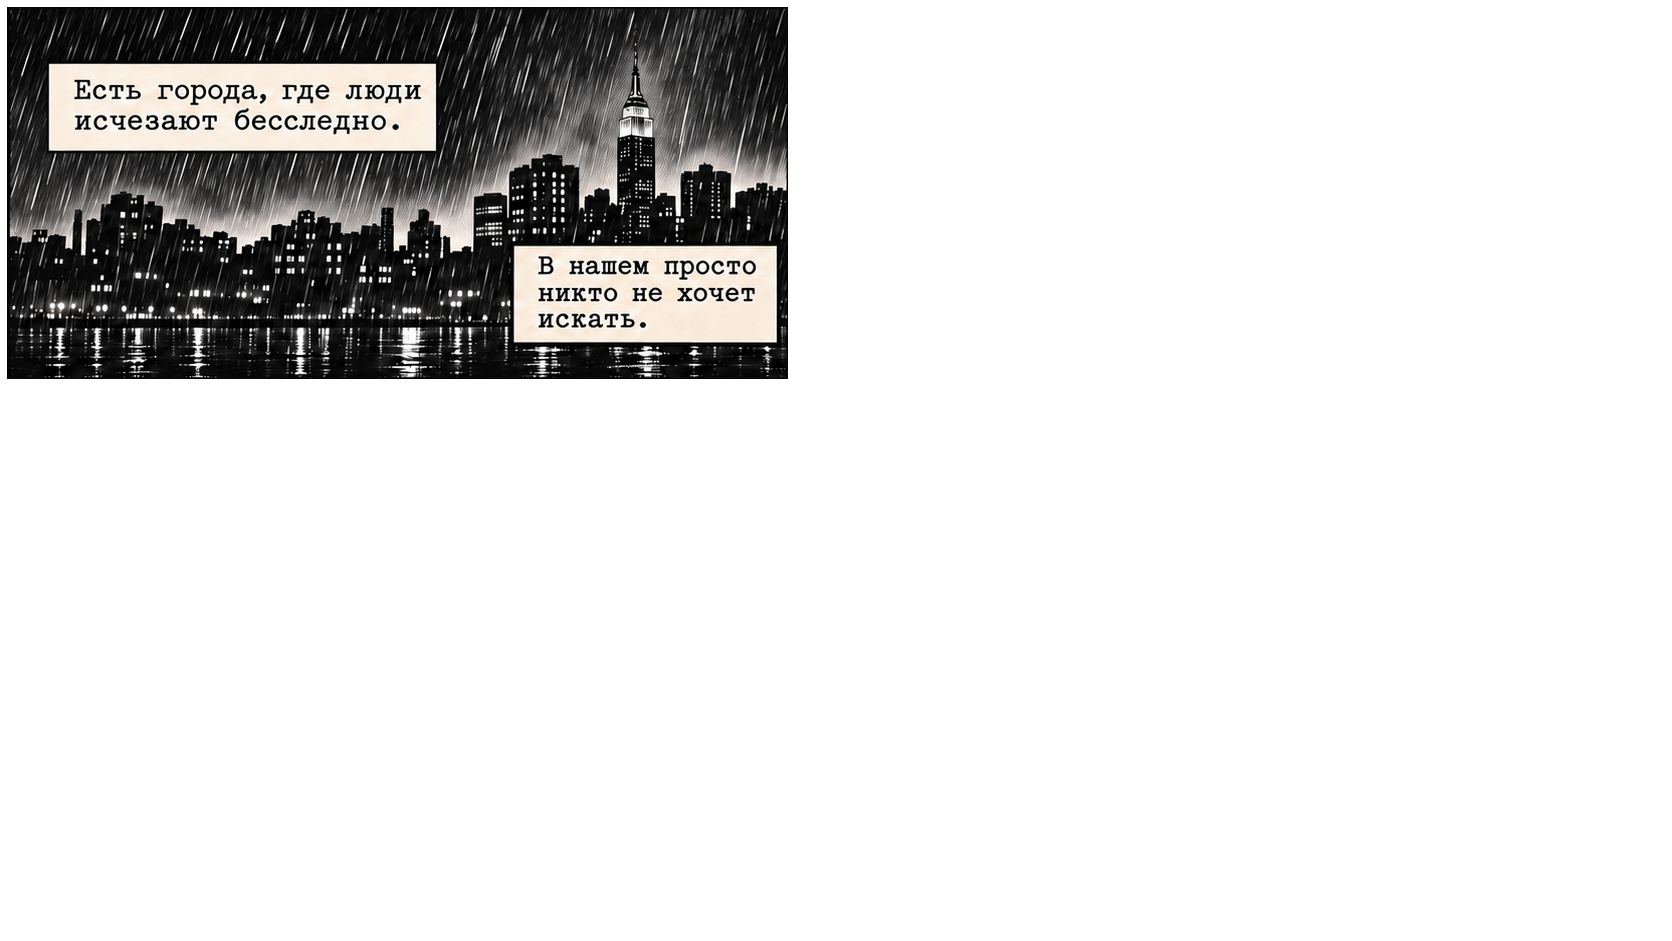 Есть города, где люди
исчезают бесследно.
В нашем просто
никто не хочет
искать.